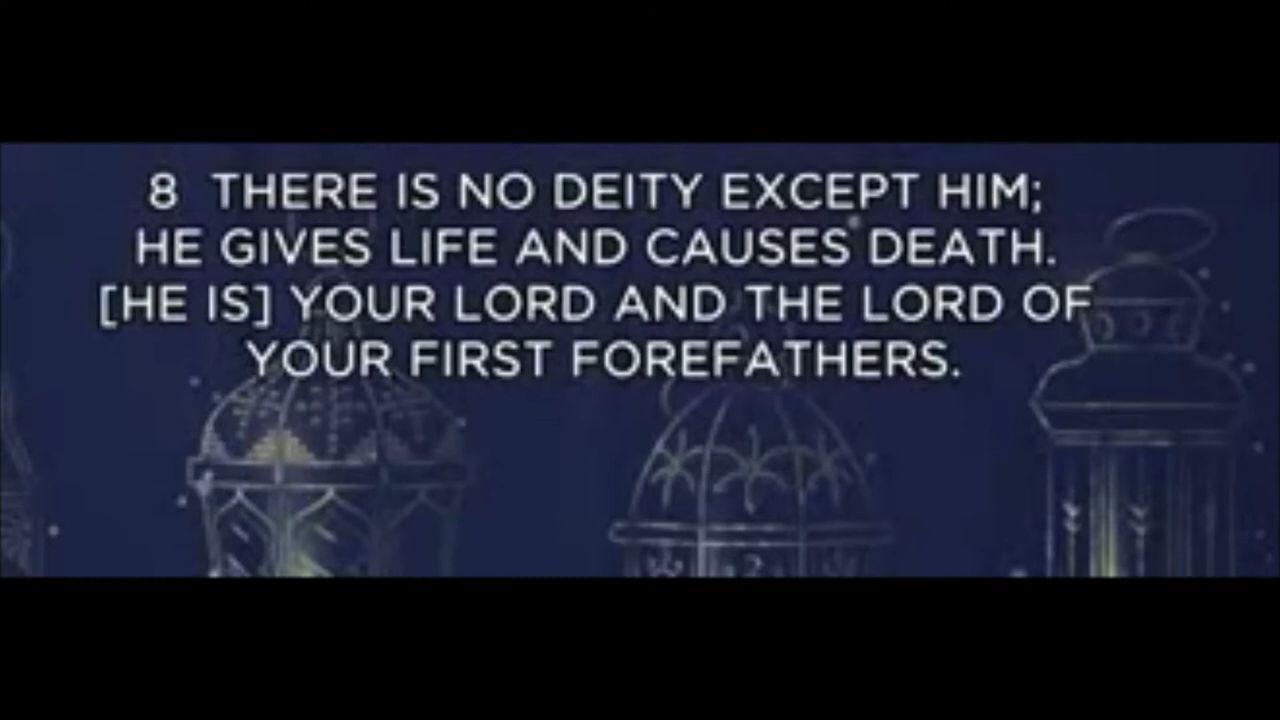 8 THERE IS NO DEITY EXCEPT HIM;
HE GIVES LIFE AND CAUSES DEATH.
[HE IS] YOUR LORD AND THE LORD OF
YOUR FIRST FOREFATHERS.